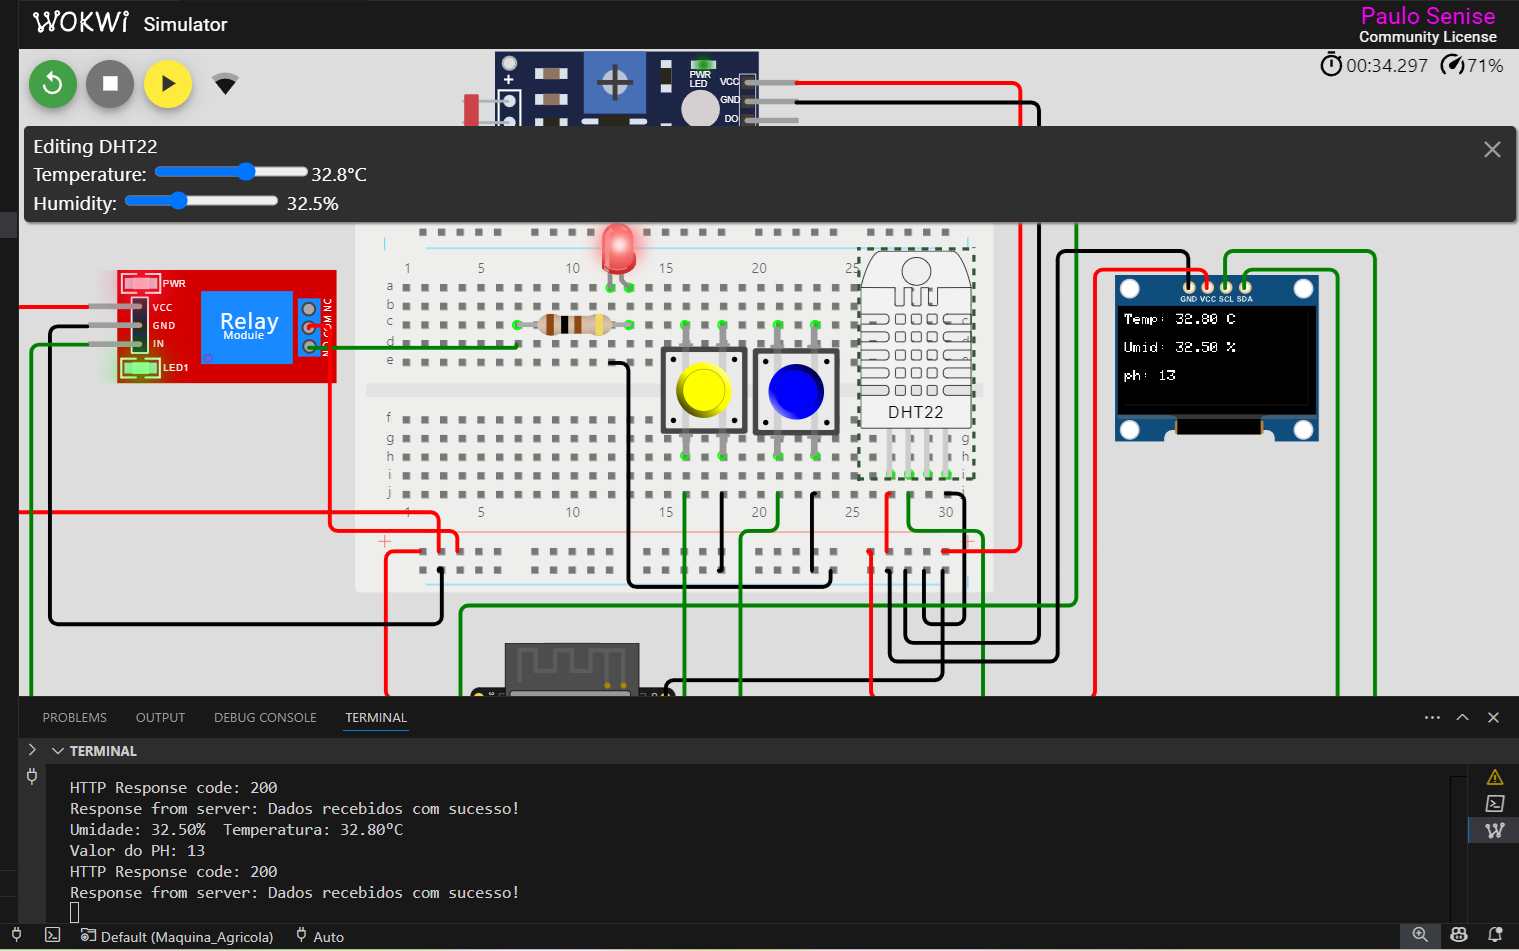 WOKWI Simulator
Paulo Senise
Community License
00:34.297
71%
PWR
LED
VCC
GND
DO
+
Editing DHT22
Temperature: 32.8°C
Humidity: 32.5%
1 5 10 15 20 25
a
b
c
d
e
PWR
VCC
GND
IN
LED1
Relay
Module
NC
COM
NO
DHT22
c
e
f
g
h
i
j
g
h
i
1 5 10 15 20 25 30
GND VCC SCL SDA
Temp: 32.80 C
Umid: 32.50 %
ph: 13
PROBLEMS OUTPUT DEBUG CONSOLE TERMINAL
TERMINAL
HTTP Response code: 200
Response from server: Dados recebidos com sucesso!
Umidade: 32.50% Temperatura: 32.80ºC
Valor do PH: 13
HTTP Response code: 200
Response from server: Dados recebidos com sucesso!
Default (Maquina_Agricola) Auto